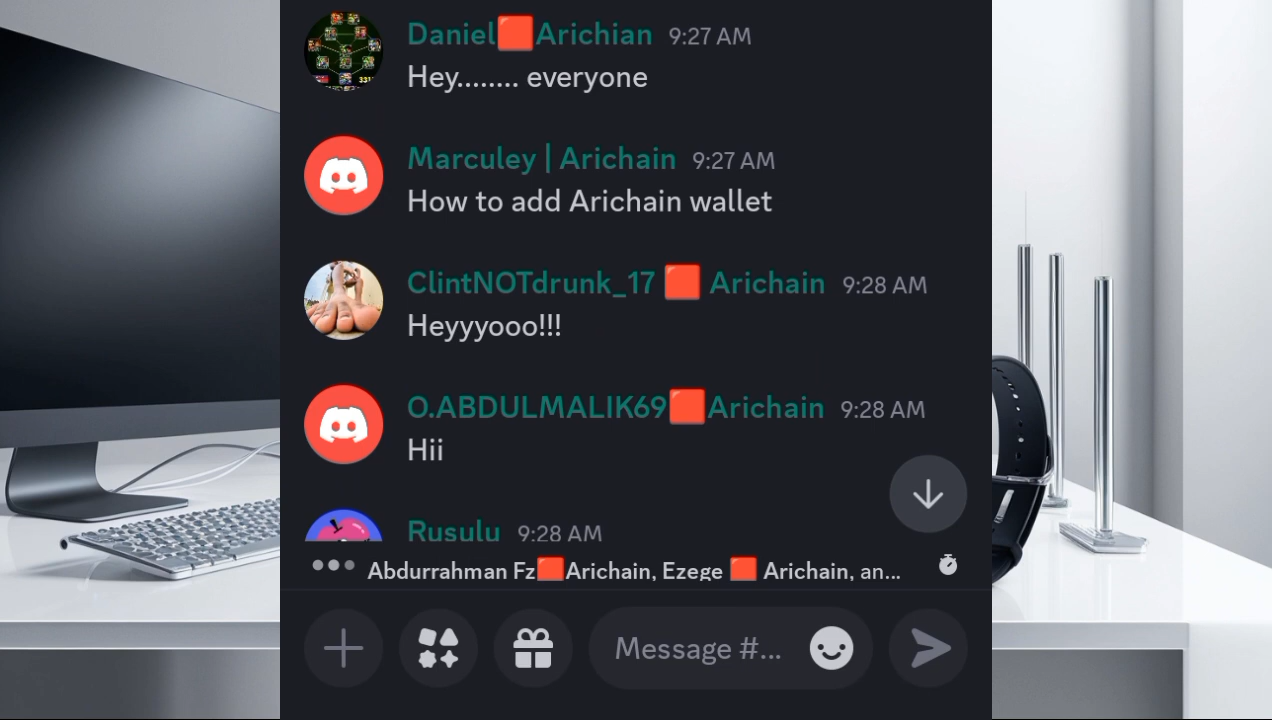 Daniel🟥Arichian 9:27 AM
Hey........ everyone
Marculey | Arichain 9:27 AM
How to add Arichain wallet
ClintNOTdrunk_17 🟥 Arichain 9:28 AM
Heyyyooo!!!
O.ABDULMALIK69🟥Arichain 9:28 AM
Hii
Rusulu 9:28 AM
Abdurrahman Fz🟥Arichain, Ezege 🟥 Arichain, an...
Message #...